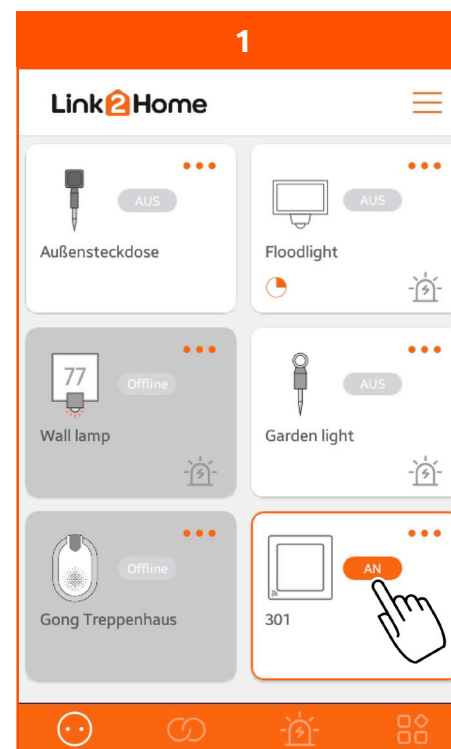 1
Link2Home
AUS
Außensteckdose
AUS
Floodlight
77
Offline
Wall lamp
AUS
Garden light
Offline
Gong Treppenhaus
AN
301